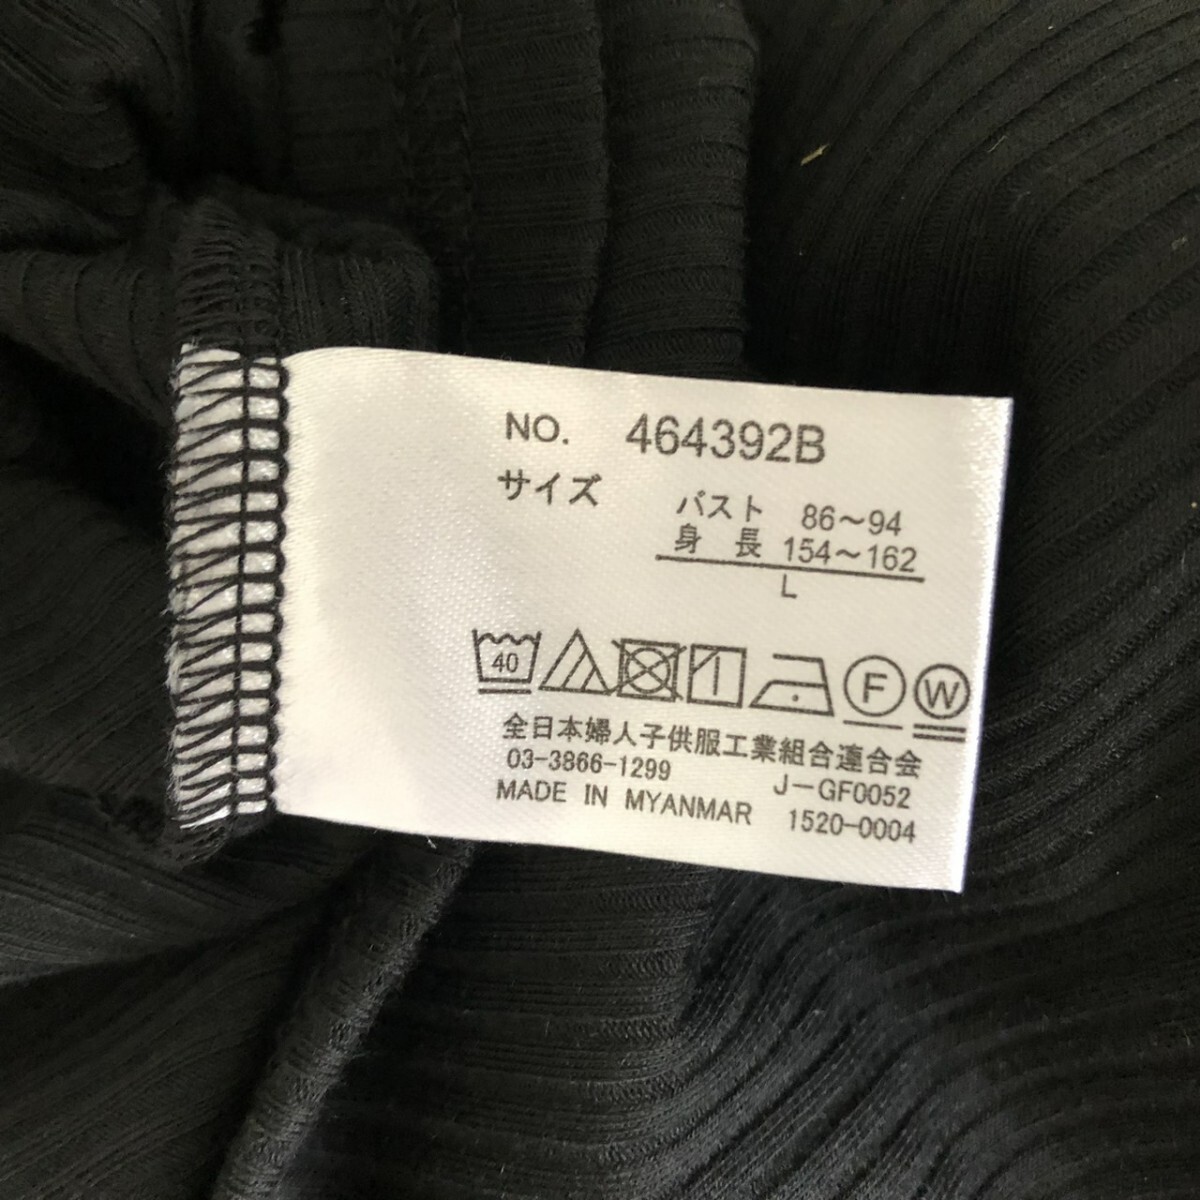 NO. 464392B
サイズ
バスト 86～94
身 長 154～162
L
40
F W
全日本婦人子供服工業組合連合会
03-3866-1299 J-GF0052
MADE IN MYANMAR 1520-0004